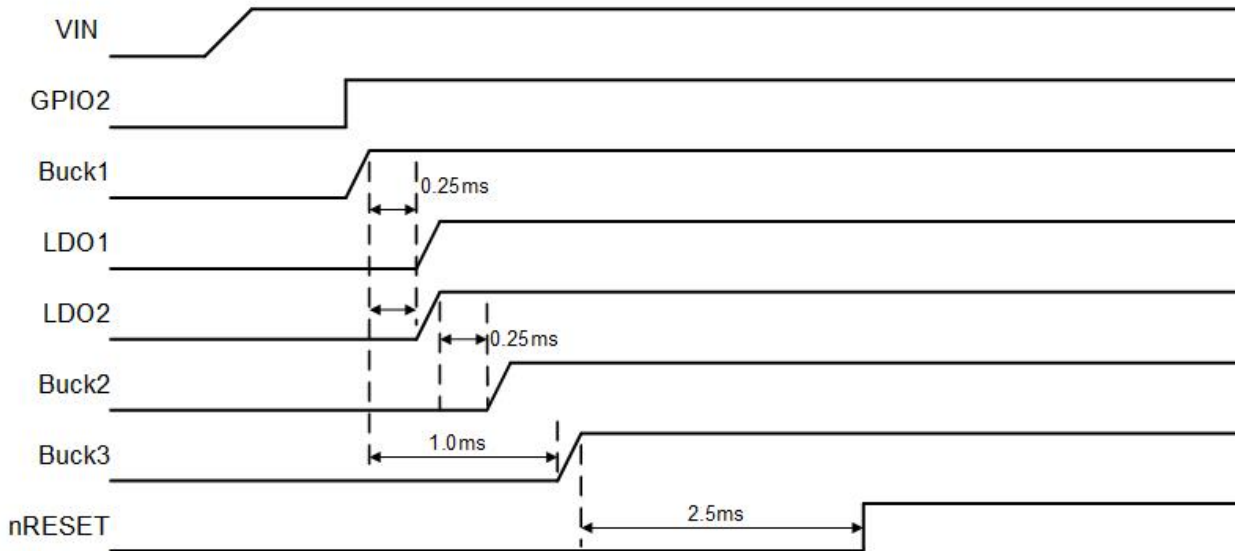 VIN
GPIO2
Buck1
0.25ms
LDO1
LDO2
0.25ms
Buck2
Buck3
1.0ms
nRESET
2.5ms